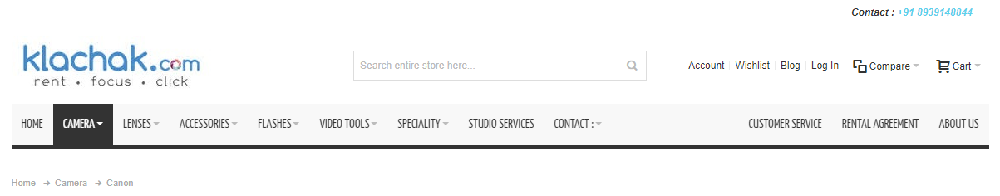 Contact : +91 8939148844
klachak.com
rent • focus • click
Search entire store here...
Account Wishlist Blog Log In Compare Cart
HOME CAMERA LENSES ACCESSORIES FLASHES VIDEO TOOLS SPECIALITY STUDIO SERVICES CONTACT : CUSTOMER SERVICE RENTAL AGREEMENT ABOUT US
Home → Camera → Canon